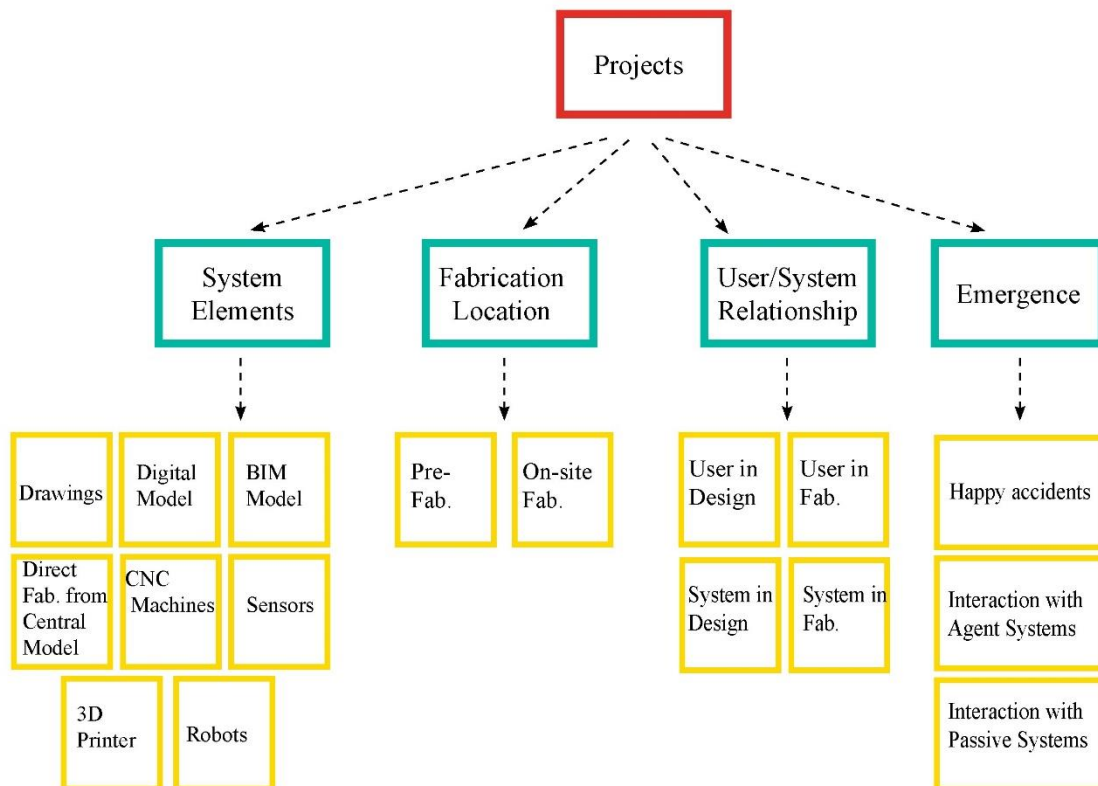 Projects
System
Elements
Fabrication
Location
User/System
Relationship
Emergence
Drawings
Digital
Model
BIM
Model
Direct
Fab. from
Central
Model
CNC
Machines
Sensors
3D
Printer
Robots
Pre-
Fab.
On-site
Fab.
User in
Design
User in
Fab.
System in
Design
System in
Fab.
Happy accidents
Interaction with
Agent Systems
Interaction with
Passive Systems